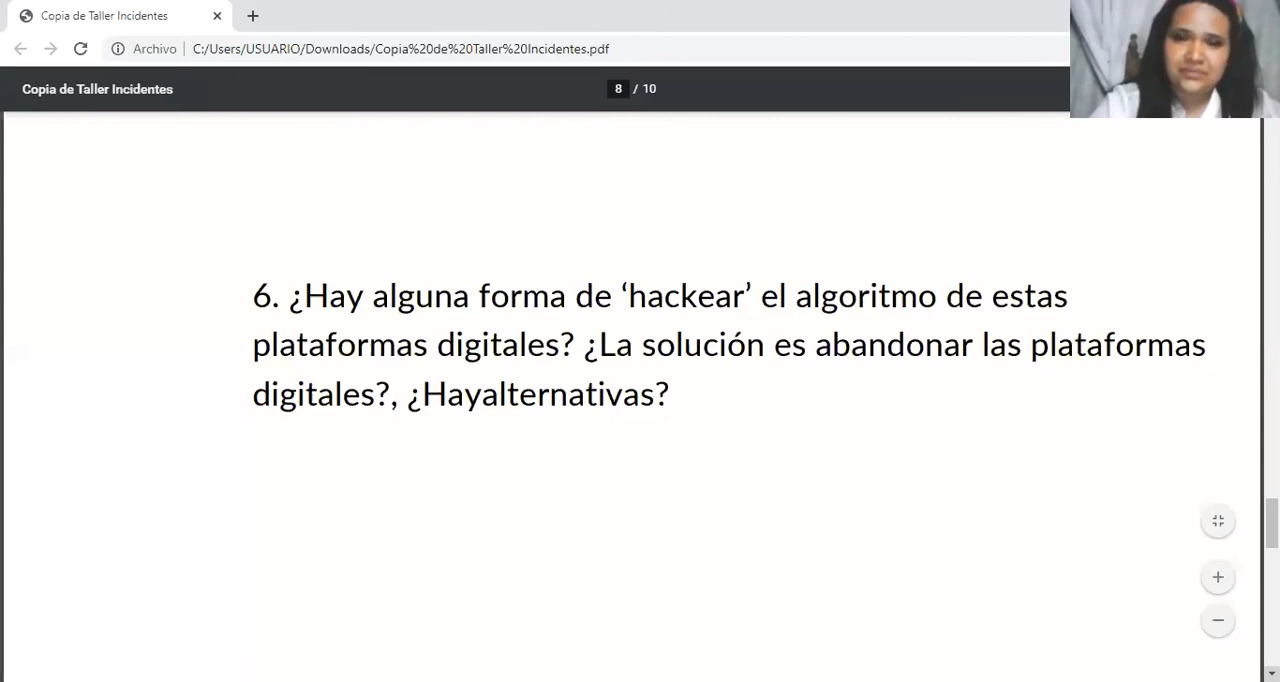 Copia de Taller Incidentes
Archivo C:/Users/USUARIO/Downloads/Copia%20de%20Taller%20Incidentes.pdf
Copia de Taller Incidentes 8 / 10
6. ¿Hay alguna forma de ‘hackear’ el algoritmo de estas
plataformas digitales? ¿La solución es abandonar las plataformas
digitales?, ¿Hayalternativas?